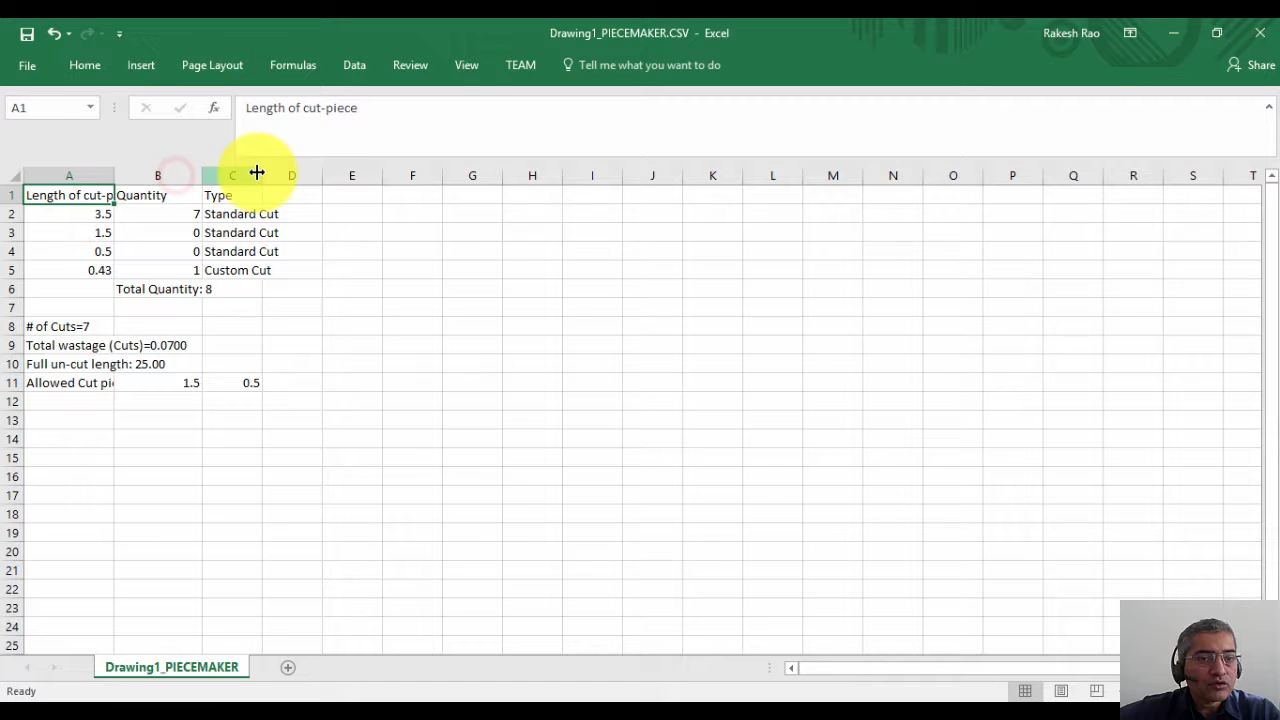 Drawing1_PIECEMAKER.CSV - Excel
Rakesh Rao
File Home Insert Page Layout Formulas Data Review View TEAM Tell me what you want to do Share
A1 fx Length of cut-piece
A B C D E F G H I J K L M N O P Q R S T
1 Length of cut-p Quantity Type
2 3.5 7 Standard Cut
3 1.5 0 Standard Cut
4 0.5 0 Standard Cut
5 0.43 1 Custom Cut
6 Total Quantity: 8
7
8 # of Cuts=7
9 Total wastage (Cuts)=0.0700
10 Full un-cut length: 25.00
11 Allowed Cut pi 1.5 0.5
12
13
14
15
16
17
18
19
20
21
22
23
24
25
Drawing1_PIECEMAKER
Ready